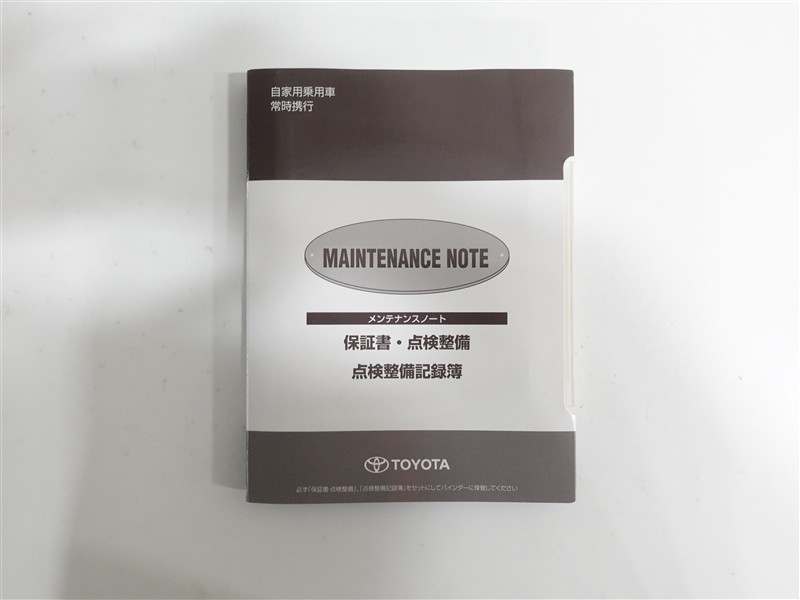 自家用乗用車
常時携行
MAINTENANCE NOTE
メンテナンスノート
保証書・点検整備
点検整備記録簿
TOYOTA
必ず「保証書・点検整備」、「点検整備記録簿」をセットにしてバインダーに保管してください